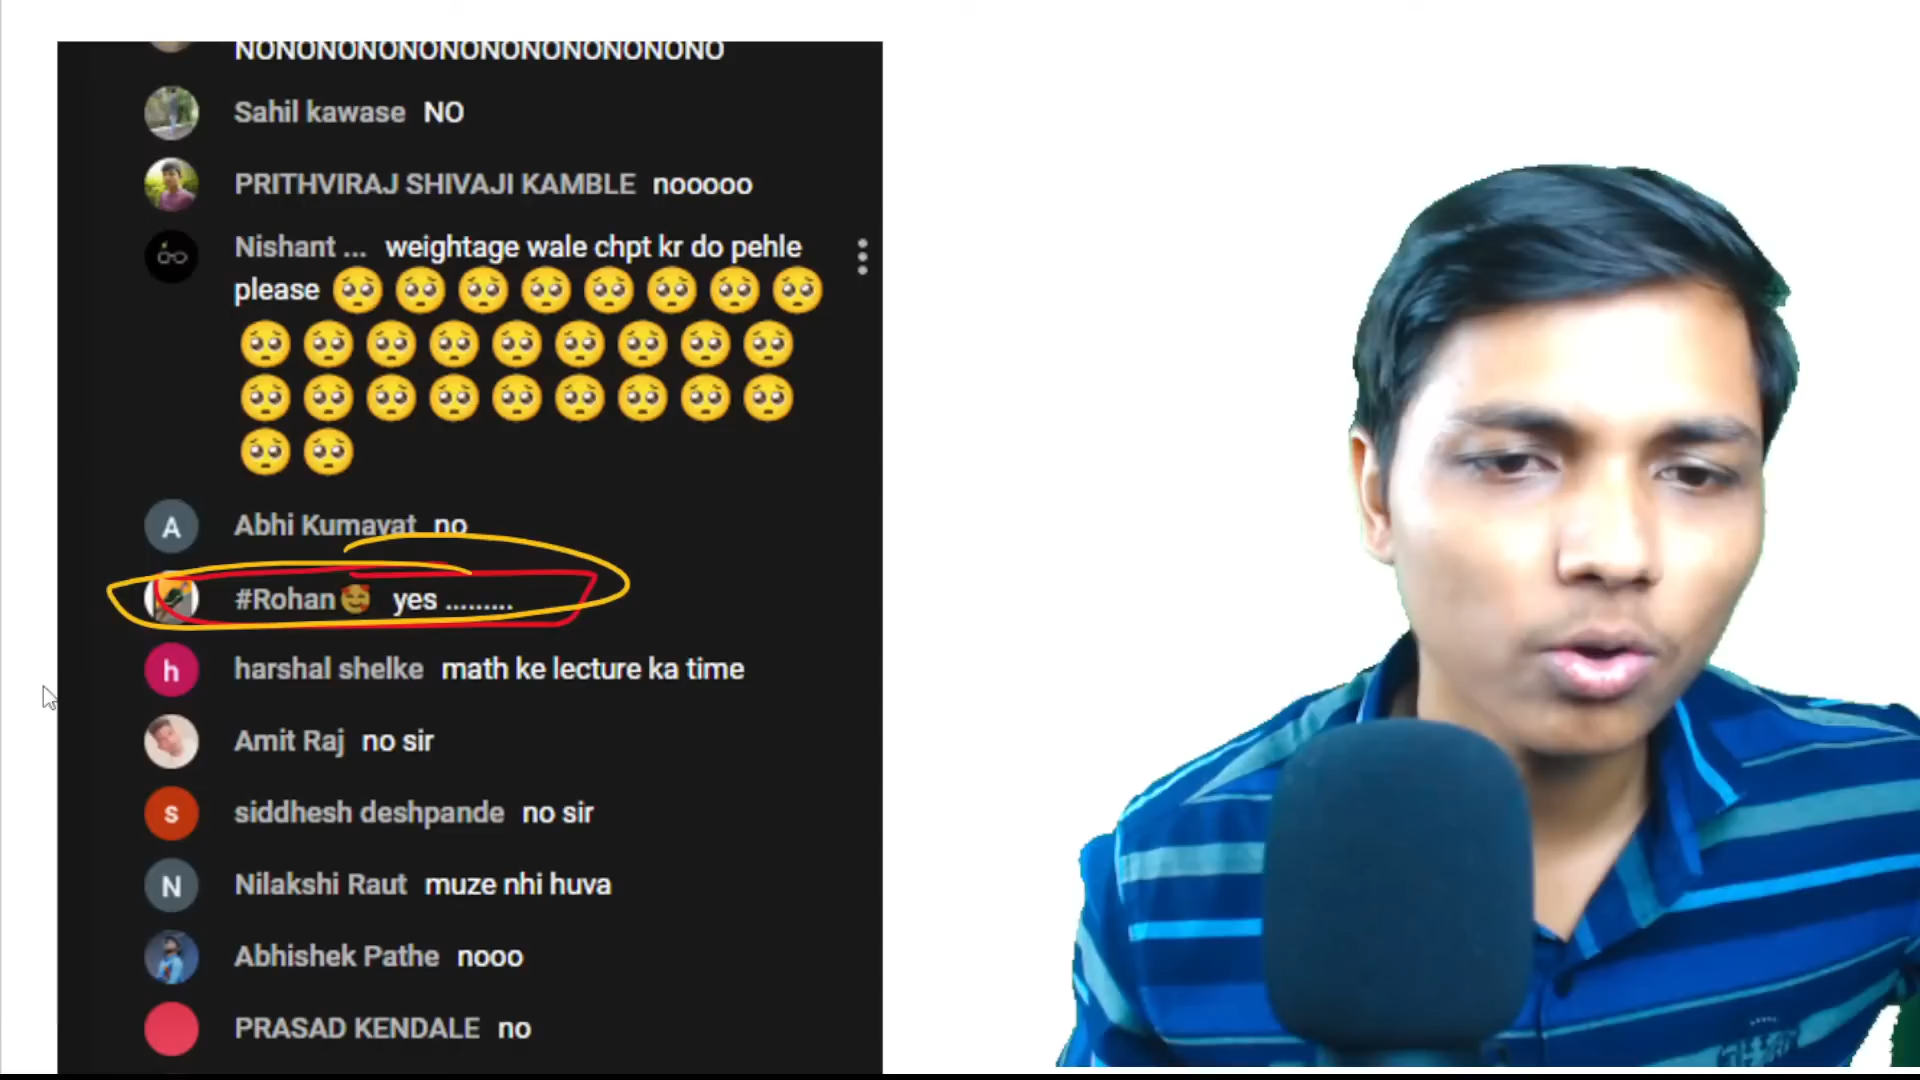 NONONONONONONONONONONONO
Sahil kawase NO
PRITHVIRAJ SHIVAJI KAMBLE nooooo
Nishant ... weightage wale chpt kr do pehle
please 🥺🥺🥺🥺🥺🥺🥺🥺
🥺🥺🥺🥺🥺🥺🥺🥺🥺
🥺🥺🥺🥺🥺🥺🥺🥺🥺
🥺🥺
A Abhi Kumavat no
#Rohan🥰 yes .........
h harshal shelke math ke lecture ka time
Amit Raj no sir
s siddhesh deshpande no sir
N Nilakshi Raut muze nhi huva
Abhishek Pathe nooo
PRASAD KENDALE no